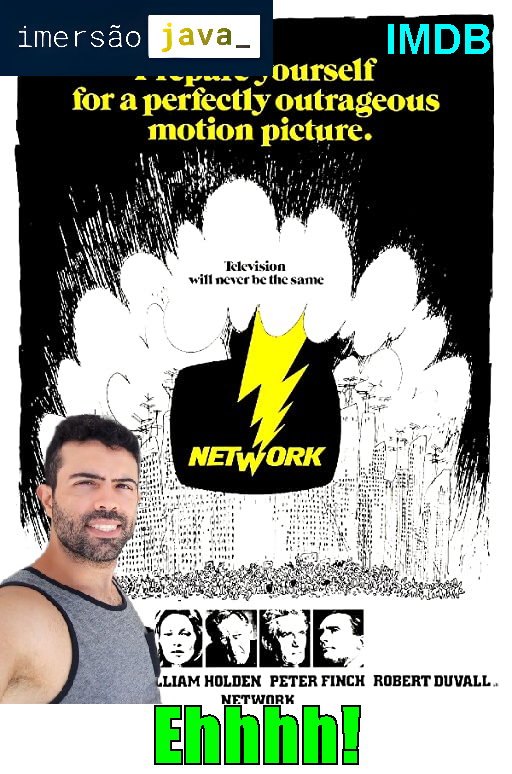 imersão java_
IMDB
Prepare yourself
for a perfectly outrageous
motion picture.
Television
will never be the same
NETWORK
LLIAM HOLDEN PETER FINCH ROBERT DUVALL
NETWORK
Ehhhh!